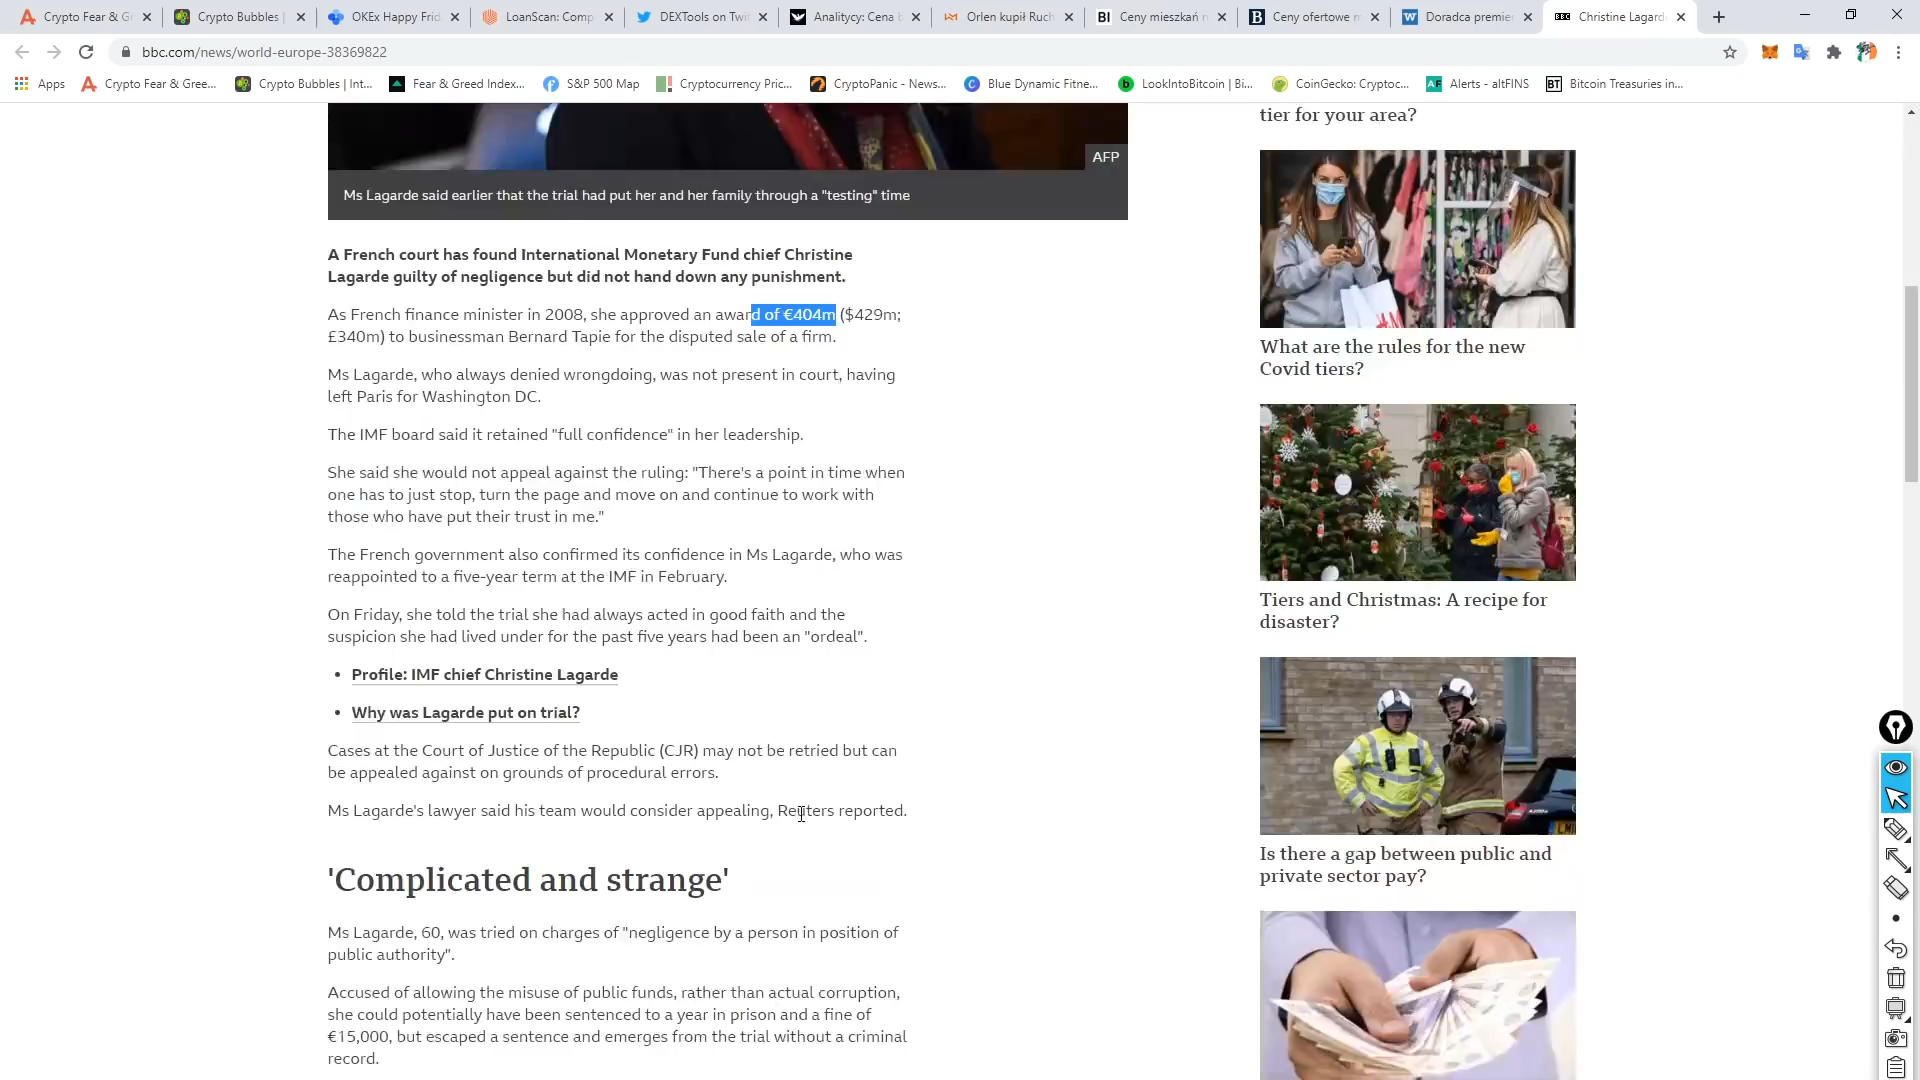 Crypto Fear & Gr
Crypto Bubbles |
OKEx Happy Frid
LoanScan: Comp
DEXTools on Twi
Analitycy: Cena b
Orlen kupił Ruch
Ceny mieszkań n
Ceny ofertowe m
Doradca premie
Christine Lagard
bbc.com/news/world-europe-38369822
Apps
Crypto Fear & Gree...
Crypto Bubbles | Int...
Fear & Greed Index...
S&P 500 Map
Cryptocurrency Pric...
CryptoPanic - News...
Blue Dynamic Fitne...
LookIntoBitcoin | Bi...
CoinGecko: Cryptoc...
Alerts - altFINS
Bitcoin Treasuries in...
AFP
Ms Lagarde said earlier that the trial had put her and her family through a "testing" time
A French court has found International Monetary Fund chief Christine
Lagarde guilty of negligence but did not hand down any punishment.
As French finance minister in 2008, she approved an award of €404m ($429m;
£340m) to businessman Bernard Tapie for the disputed sale of a firm.
Ms Lagarde, who always denied wrongdoing, was not present in court, having
left Paris for Washington DC.
The IMF board said it retained "full confidence" in her leadership.
She said she would not appeal against the ruling: "There's a point in time when
one has to just stop, turn the page and move on and continue to work with
those who have put their trust in me."
The French government also confirmed its confidence in Ms Lagarde, who was
reappointed to a five-year term at the IMF in February.
On Friday, she told the trial she had always acted in good faith and the
suspicion she had lived under for the past five years had been an "ordeal".
• Profile: IMF chief Christine Lagarde
• Why was Lagarde put on trial?
Cases at the Court of Justice of the Republic (CJR) may not be retried but can
be appealed against on grounds of procedural errors.
Ms Lagarde's lawyer said his team would consider appealing, Reuters reported.
'Complicated and strange'
Ms Lagarde, 60, was tried on charges of "negligence by a person in position of
public authority".
Accused of allowing the misuse of public funds, rather than actual corruption,
she could potentially have been sentenced to a year in prison and a fine of
€15,000, but escaped a sentence and emerges from the trial without a criminal
record.
tier for your area?
What are the rules for the new
Covid tiers?
Tiers and Christmas: A recipe for
disaster?
Is there a gap between public and
private sector pay?